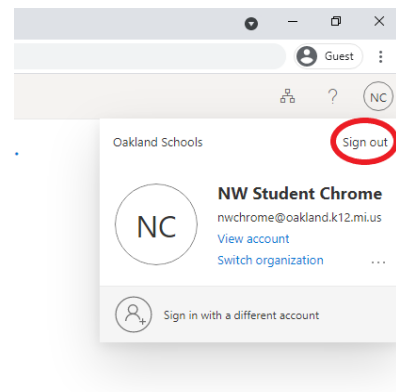 Guest
?
NC
Oakland Schools
Sign out
NC
NW Student Chrome
nwchrome@oakland.k12.mi.us
View account
Switch organization
...
Sign in with a different account